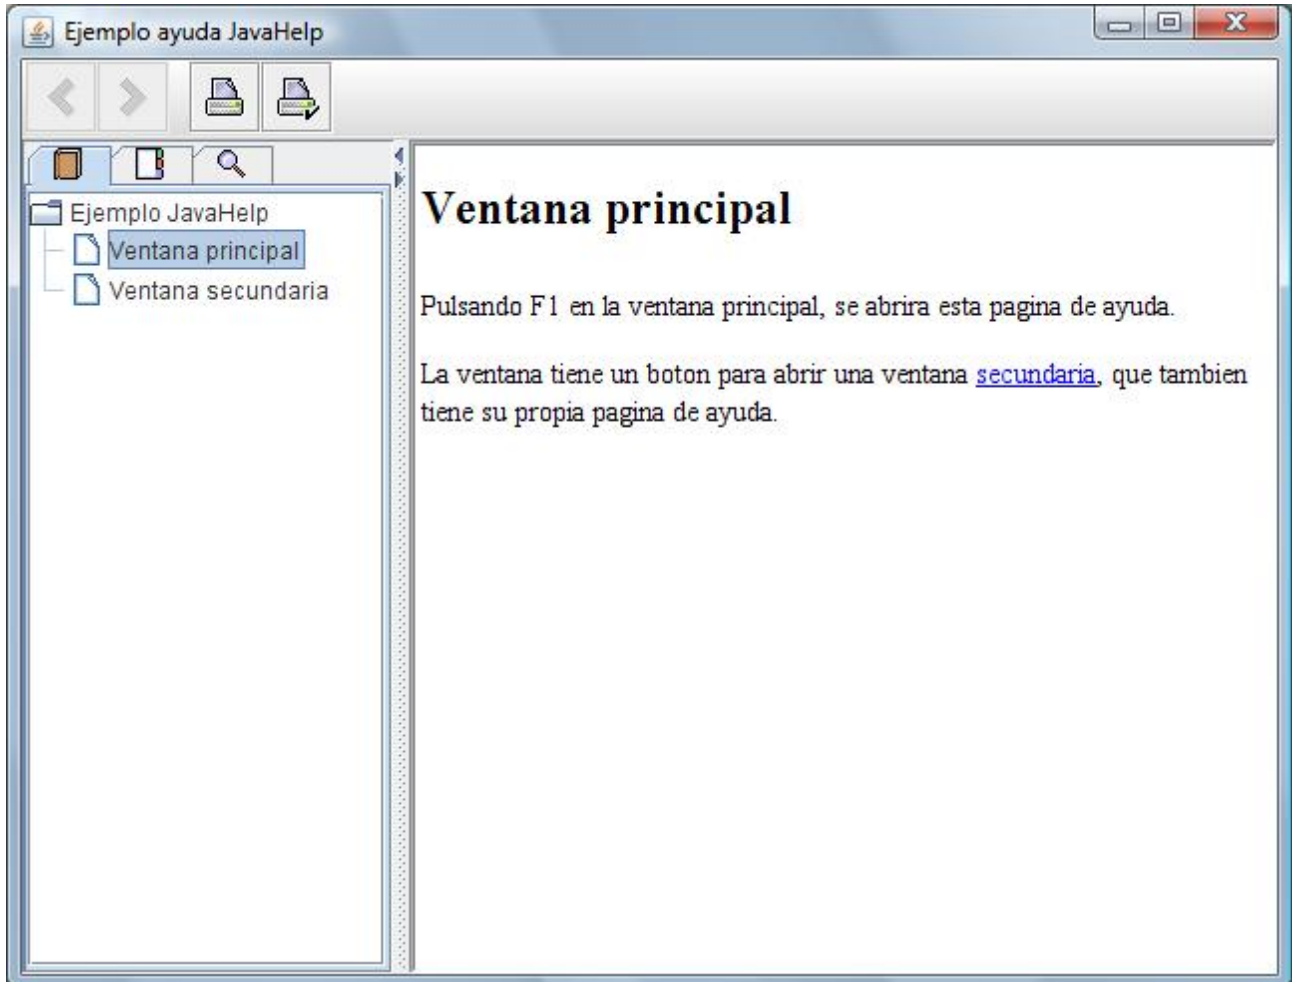 Ejemplo ayuda JavaHelp
Ejemplo JavaHelp
Ventana principal
Ventana secundaria
Ventana principal
Pulsando F1 en la ventana principal, se abrira esta pagina de ayuda.
La ventana tiene un boton para abrir una ventana secundaria, que tambien
tiene su propia pagina de ayuda.